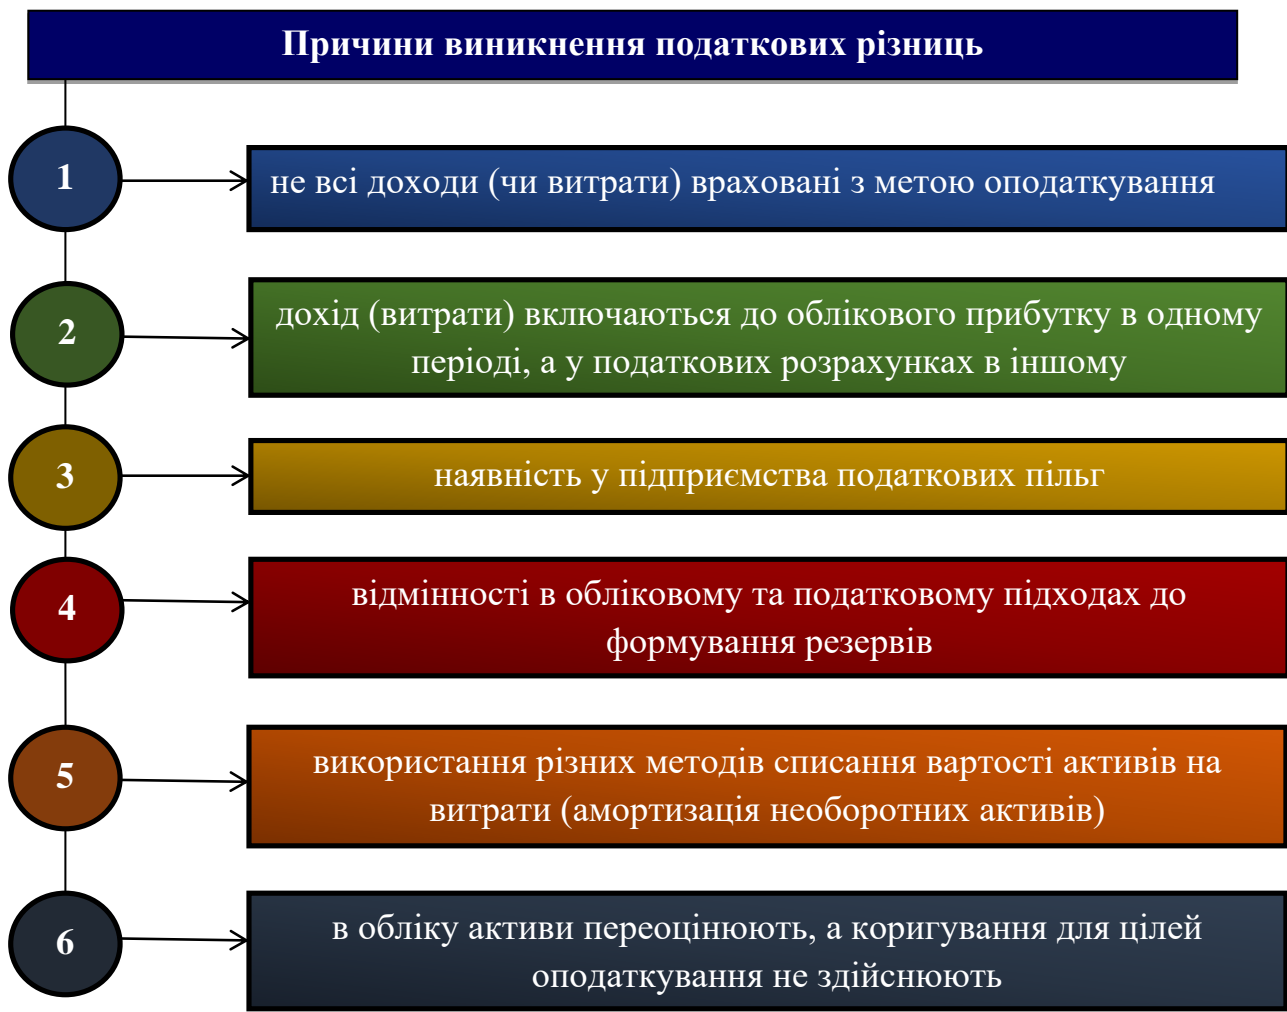 Причини виникнення податкових різниць
1
не всі доходи (чи витрати) враховані з метою оподаткування
2
дохід (витрати) включаються до облікового прибутку в одному
періоді, а у податкових розрахунках в іншому
3
наявність у підприємства податкових пільг
4
відмінності в обліковому та податковому підходах до
формування резервів
5
використання різних методів списання вартості активів на
витрати (амортизація необоротних активів)
6
в обліку активи переоцінюють, а коригування для цілей
оподаткування не здійснюють